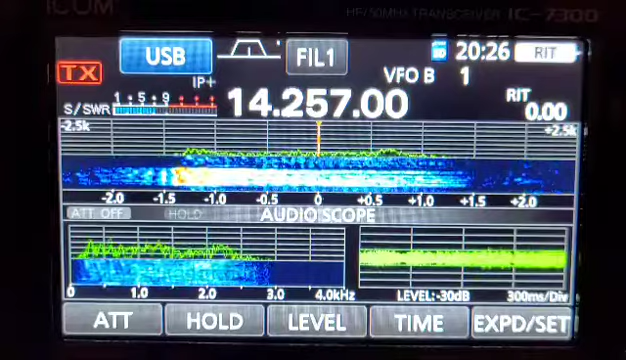 ICOM
HF/50MHz TRANSCEIVER IC-7300
USB FIL1 20:26 RIT
TX
IP+ VFO B 1
S/SWR 1 5 9 14.257.00 RIT 0.00
-2.5k +2.5k
-2.0 -1.5 -1.0 -0.5 0 +0.5 +1.0 +1.5 +2.0
ATT OFF HOLD AUDIO SCOPE
0 1.0 2.0 3.0 4.0kHz LEVEL:-30dB 300ms/Div
ATT HOLD LEVEL TIME EXPD/SET